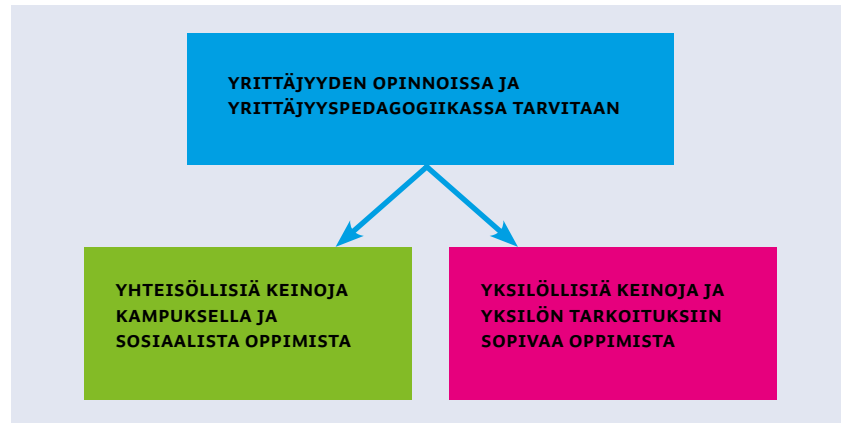 YRITTÄJYYDEN OPINNOISSA JA
YRITTÄJYYSPEDAGOGIIKASSA TARVITAAN
YHTEISÖLLISIÄ KEINOJA
KAMPUKSELLA JA
SOSIAALISTA OPPIMISTA
YKSILÖLLISIÄ KEINOJA JA
YKSILÖN TARKOITUKSIIN
SOPIVAA OPPIMISTA